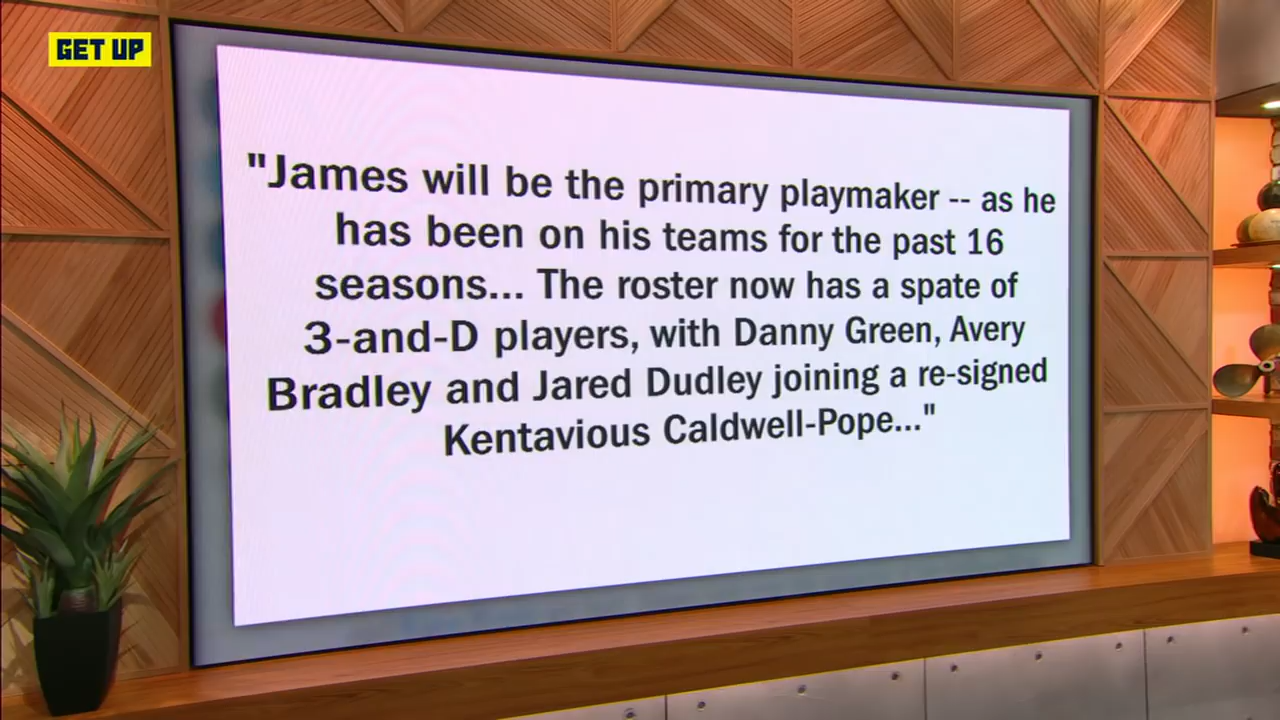 GET UP
"James will be the primary playmaker -- as he
has been on his teams for the past 16
seasons... The roster now has a spate of
3-and-D players, with Danny Green, Avery
Bradley and Jared Dudley joining a re-signed
Kentavious Caldwell-Pope..."